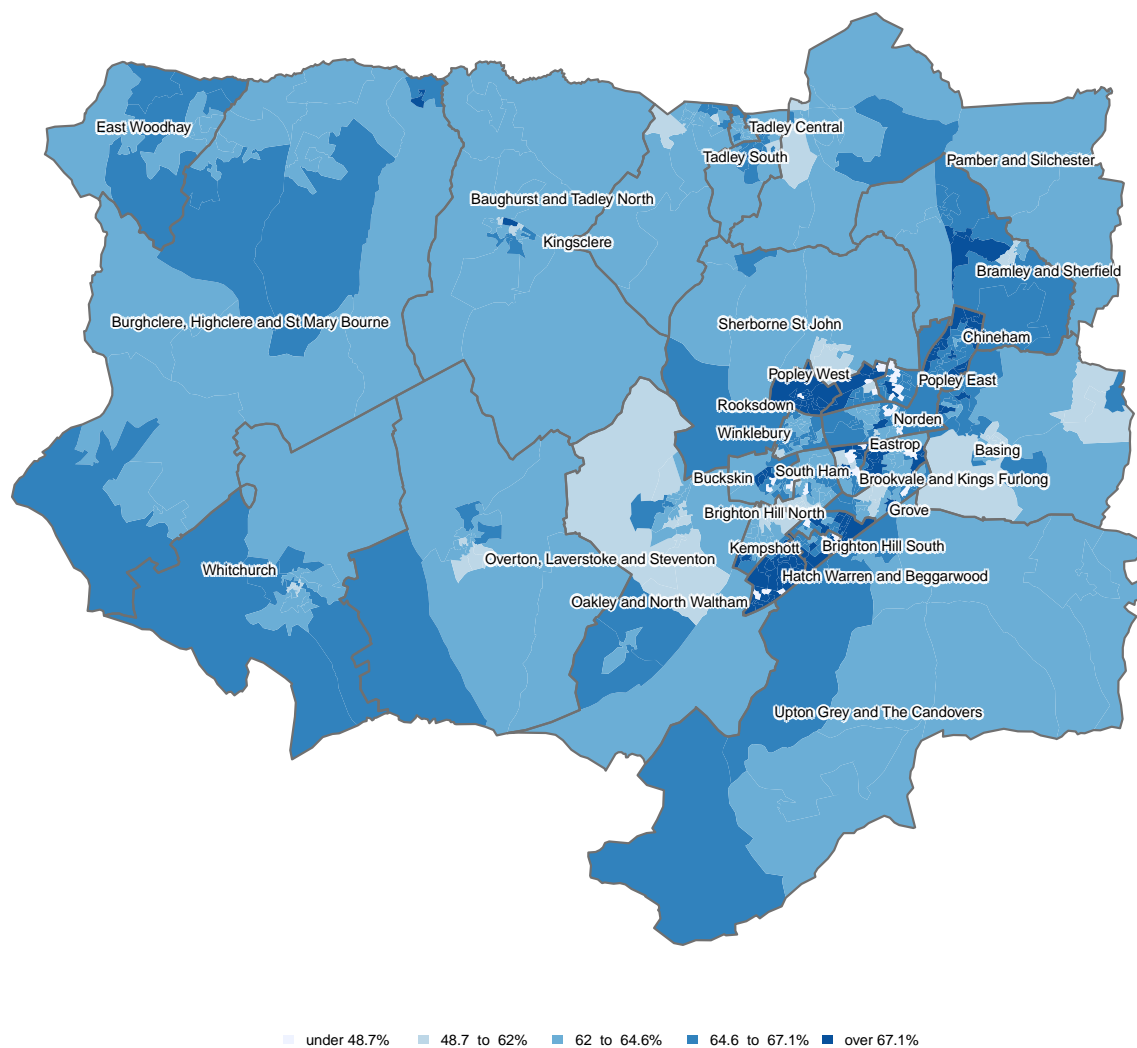 East Woodhay
Tadley Central
Tadley South
Pamber and Silchester
Baughurst and Tadley North
Kingsclere
Bramley and Sherfield
Burghclere, Highclere and St Mary Bourne
Sherborne St John
Chineham
Popley West
Popley East
Rooksdown
Norden
Winklebury
Eastrop
Basing
South Ham
Buckskin
Brookvale and Kings Furlong
Brighton Hill North
Grove
Kempshott
Brighton Hill South
Overton, Laverstoke and Steventon
Whitchurch
Hatch Warren and Beggarwood
Oakley and North Waltham
Upton Grey and The Candovers
under 48.7% 48.7 to 62% 62 to 64.6% 64.6 to 67.1% over 67.1%